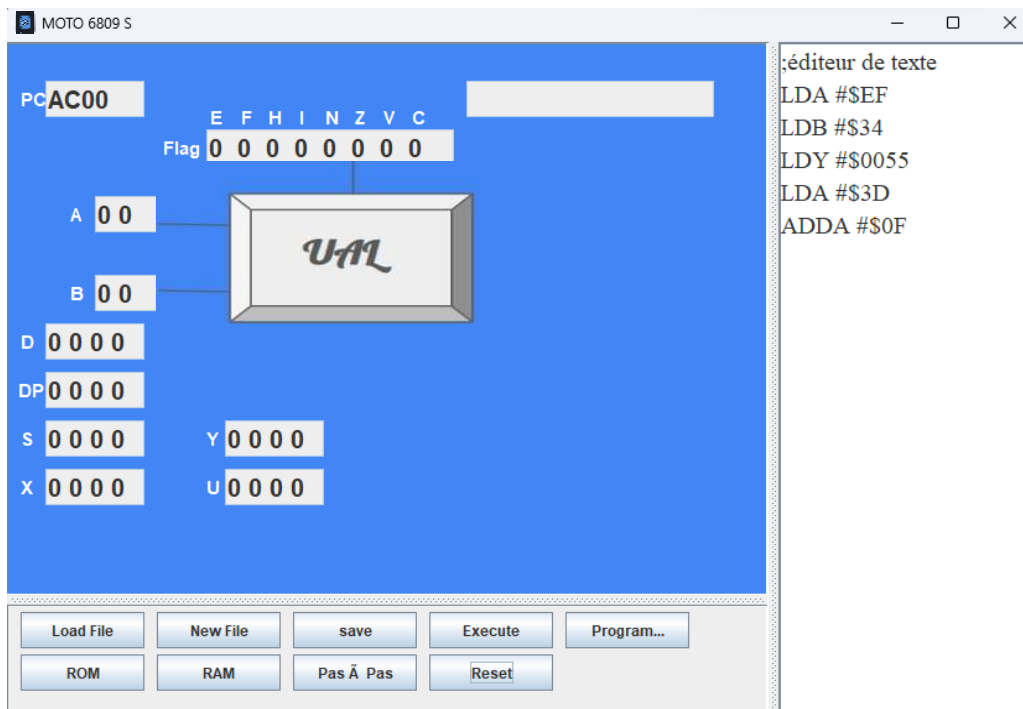 MOTO 6809 S
PC AC00
E F H I N Z V C
Flag 0 0 0 0 0 0 0 0
A 0 0
UAL
B 0 0
D 0 0 0 0
DP 0 0 0 0
S 0 0 0 0
Y 0 0 0 0
X 0 0 0 0
U 0 0 0 0
Load File
New File
save
Execute
Program...
ROM
RAM
Pas Ã Pas
Reset
;éditeur de texte
LDA #$EF
LDB #$34
LDY #$0055
LDA #$3D
ADDA #$0F